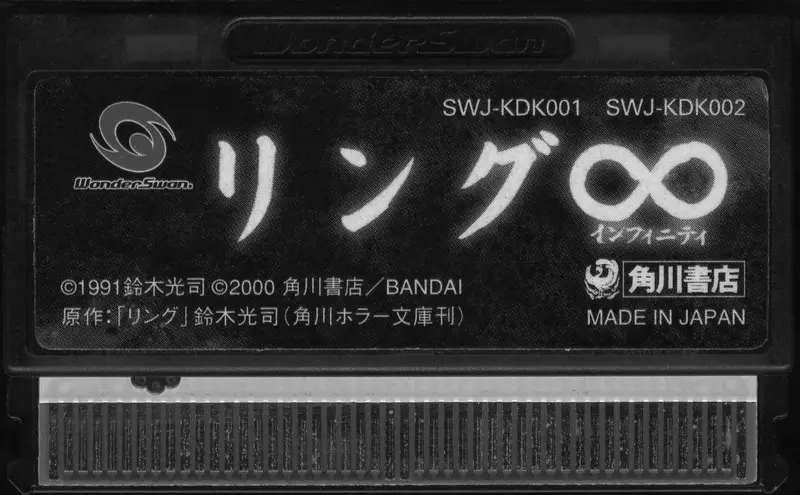 WonderSwan
SWJ-KDK001 SWJ-KDK002
WonderSwan.
リング∞
インフィニティ
©1991鈴木光司 ©2000 角川書店／BANDAI
角川書店
原作:「リング」鈴木光司(角川ホラー文庫刊)
MADE IN JAPAN